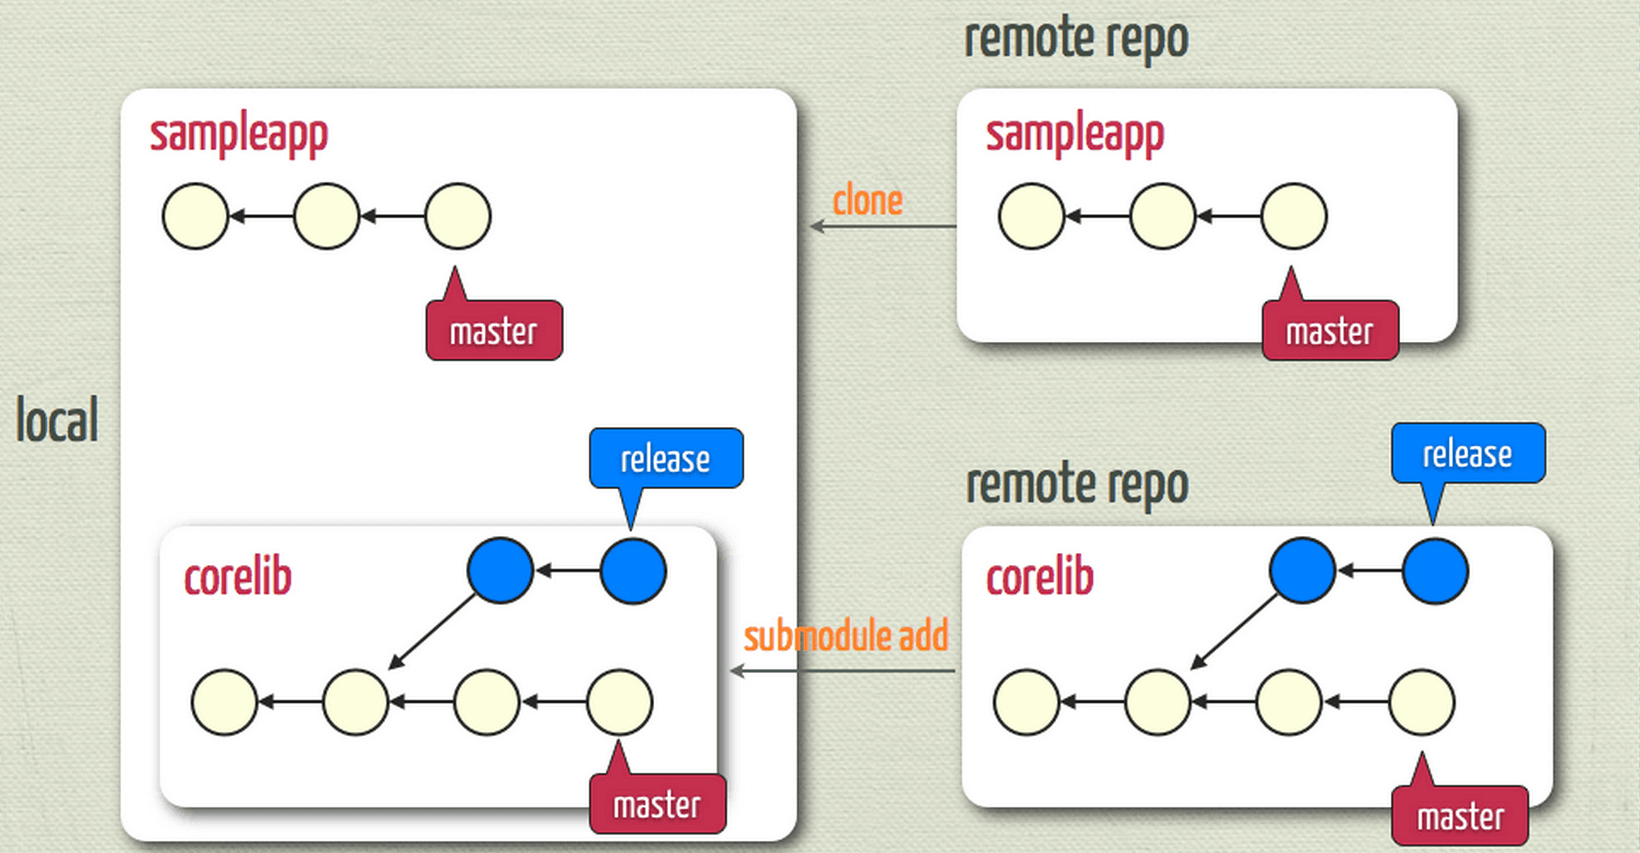 remote repo
sampleapp
sampleapp
clone
master
master
local
release
release
remote repo
corelib
corelib
submodule add
master
master